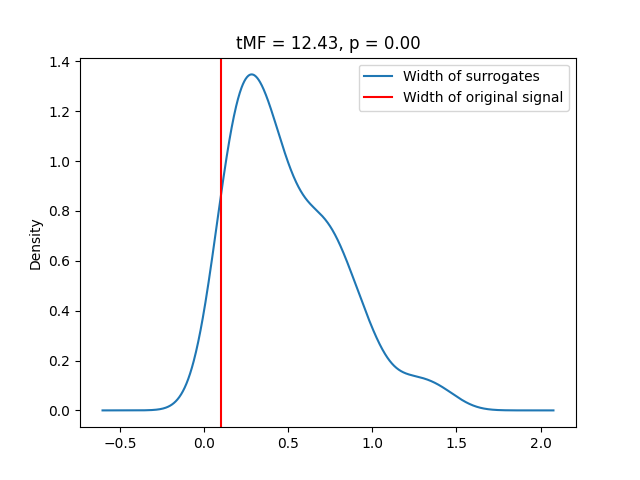 tMF = 12.43, p = 0.00
Width of surrogates
Width of original signal
Density
1.4
1.2
1.0
0.8
0.6
0.4
0.2
0.0
−0.5 0.0 0.5 1.0 1.5 2.0